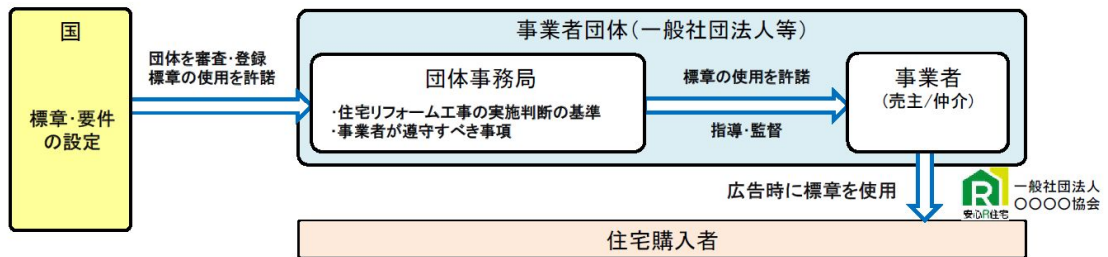 国
標章・要件
の設定
団体を審査・登録
標章の使用を許諾
事業者団体(一般社団法人等)
団体事務局
・住宅リフォーム工事の実施判断の基準
・事業者が遵守すべき事項
標章の使用を許諾
指導・監督
事業者
(売主/仲介)
広告時に標章を使用
R
安心R住宅
一般社団法人
〇〇〇〇協会
住宅購入者